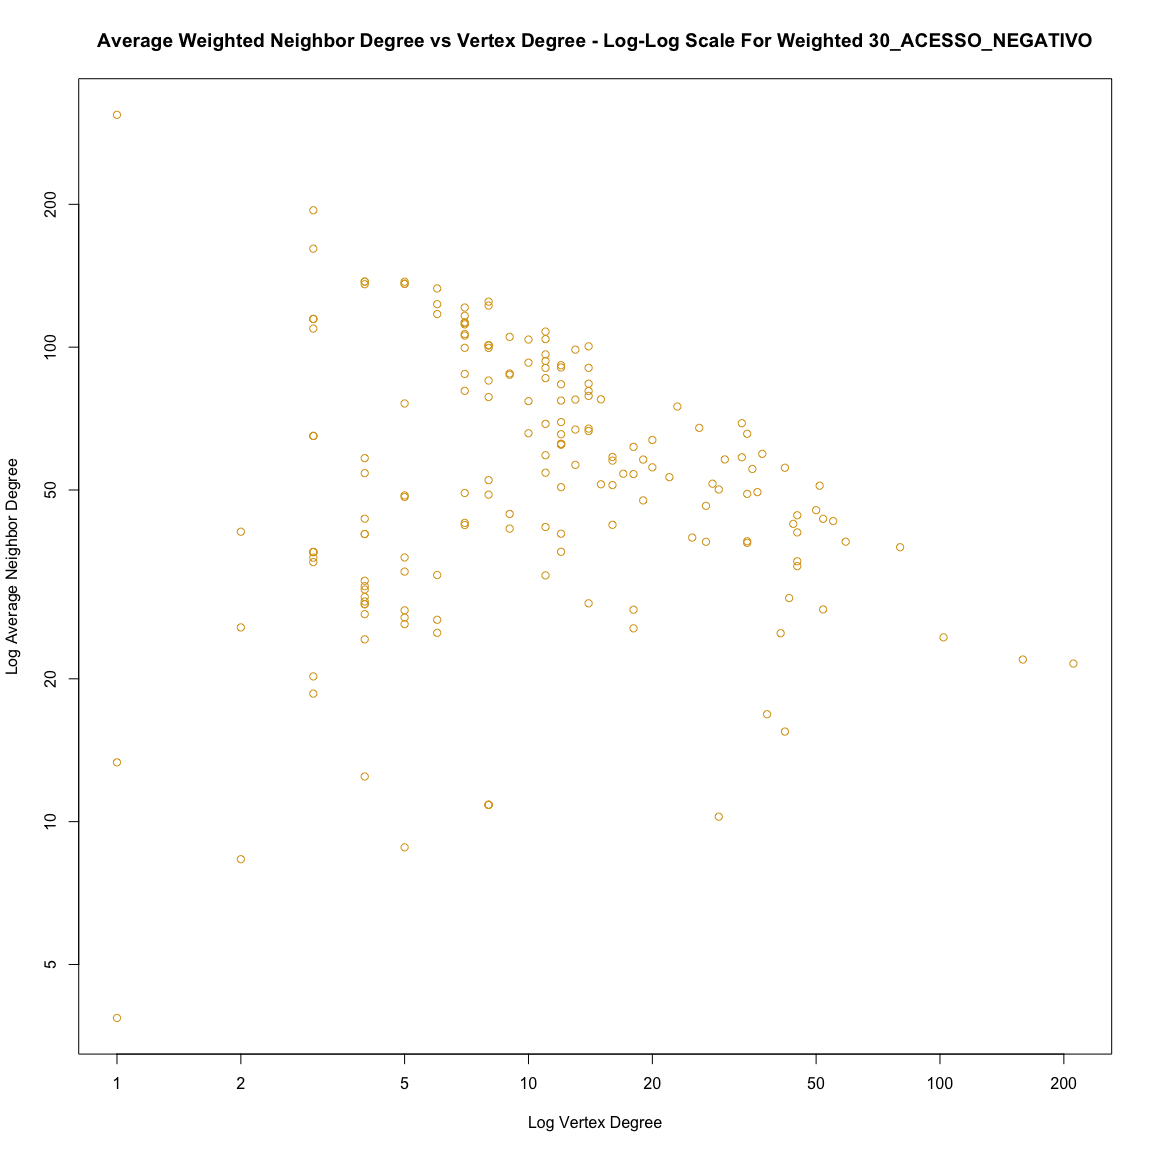 Average Weighted Neighbor Degree vs Vertex Degree - Log-Log Scale For Weighted 30_ACESSO_NEGATIVO
Log Average Neighbor Degree
200
100
50
20
10
5
1 2 5 10 20 50 100 200
Log Vertex Degree